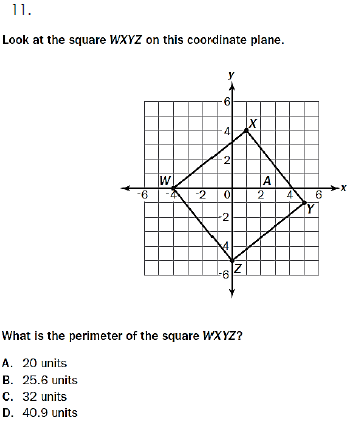 11.
Look at the square WXYZ on this coordinate plane.
y
6
X
4
2
W
A
-6 -4 -2 0 2 4 6 x
Y
-2
-4
Z
-6
What is the perimeter of the square WXYZ?
A. 20 units
B. 25.6 units
C. 32 units
D. 40.9 units